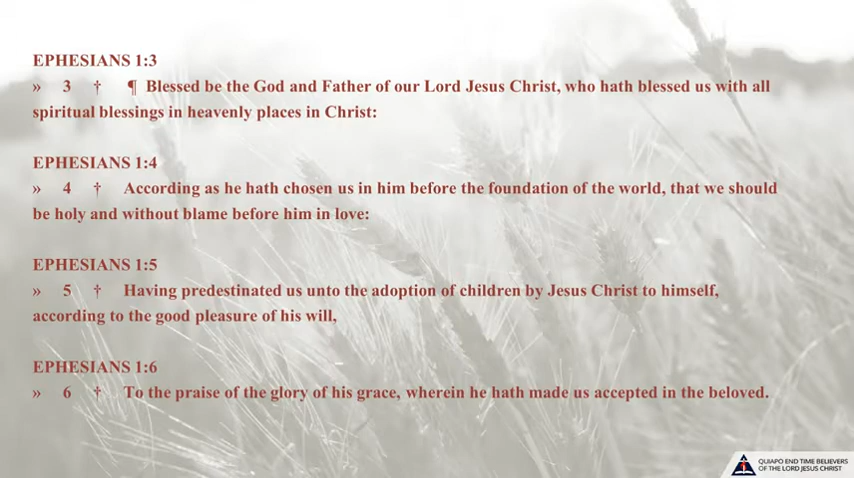 EPHESIANS 1:3
» 3 † ¶ Blessed be the God and Father of our Lord Jesus Christ, who hath blessed us with all
spiritual blessings in heavenly places in Christ:
EPHESIANS 1:4
» 4 † According as he hath chosen us in him before the foundation of the world, that we should
be holy and without blame before him in love:
EPHESIANS 1:5
» 5 † Having predestinated us unto the adoption of children by Jesus Christ to himself,
according to the good pleasure of his will,
EPHESIANS 1:6
» 6 † To the praise of the glory of his grace, wherein he hath made us accepted in the beloved.
QUIAPO END TIME BELIEVERS
OF THE LORD JESUS CHRIST